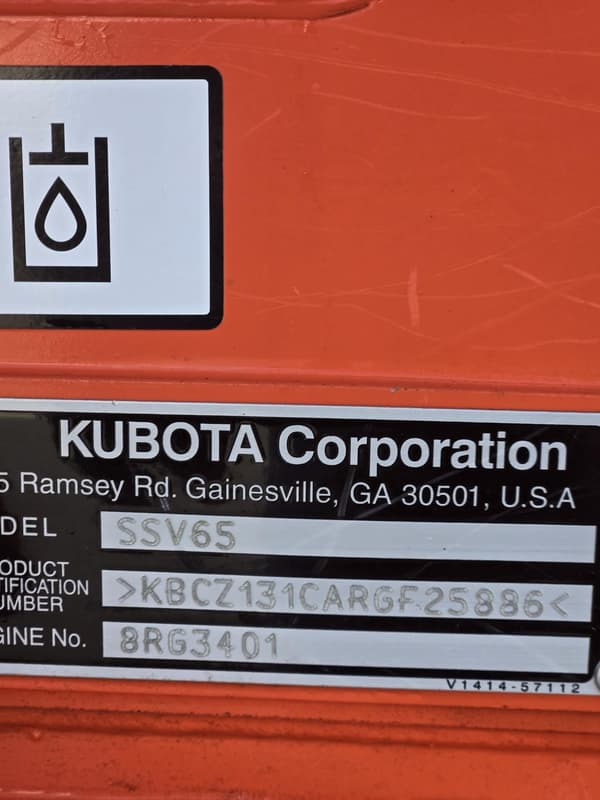 KUBOTA Corporation
5 Ramsey Rd. Gainesville, GA 30501, U.S.A
DEL SSV65
ODUCT
TIFICATION
UMBER >KBCZ131CARGF25886<
GINE No. 8RG3401
V1414-57112